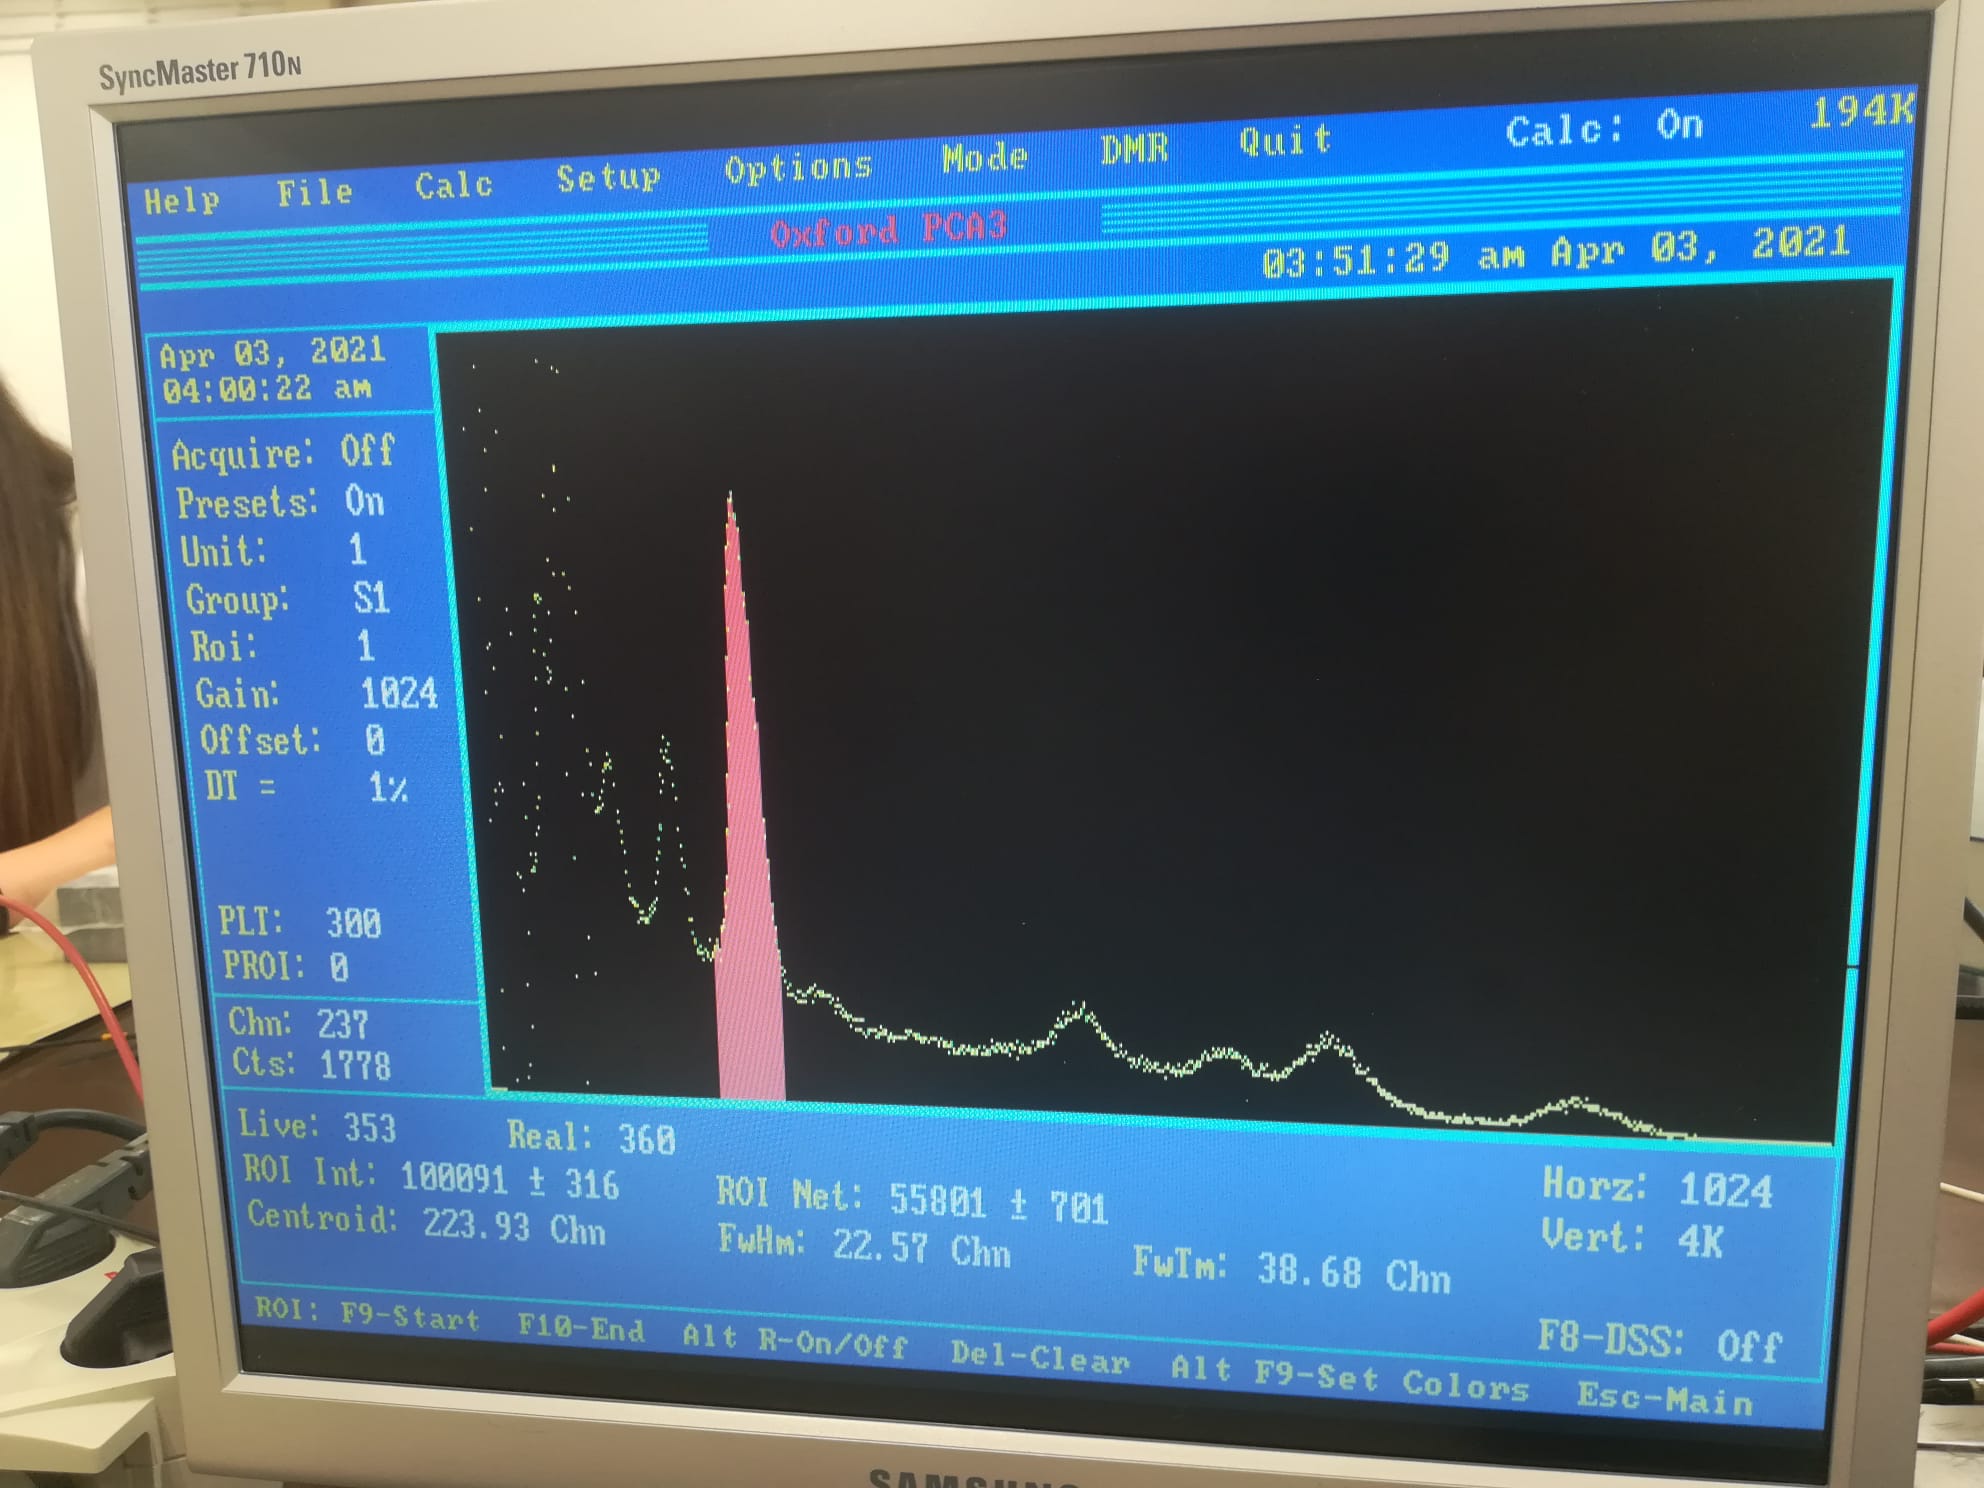 SyncMaster 710N
Help File Calc Setup Options Mode DMR Quit Calc: On 194K
Oxford PCA3
03:51:29 am Apr 03, 2021
Apr 03, 2021
04:00:22 am
Acquire: Off
Presets: On
Unit: 1
Group: S1
Roi: 1
Gain: 1024
Offset: 0
DT = 1%
PLT: 300
PROI: 0
Chn: 237
Cts: 1778
Live: 353 Real: 360
ROI Int: 100091 ± 316 ROI Net: 55801 ± 701 Horz: 1024
Centroid: 223.93 Chn FwHm: 22.57 Chn FwTm: 38.68 Chn Vert: 4K
F8-DSS: Off
ROI: F9-Start F10-End Alt R-On/Off Del-Clear Alt F9-Set Colors Esc-Main
SAMSUNG